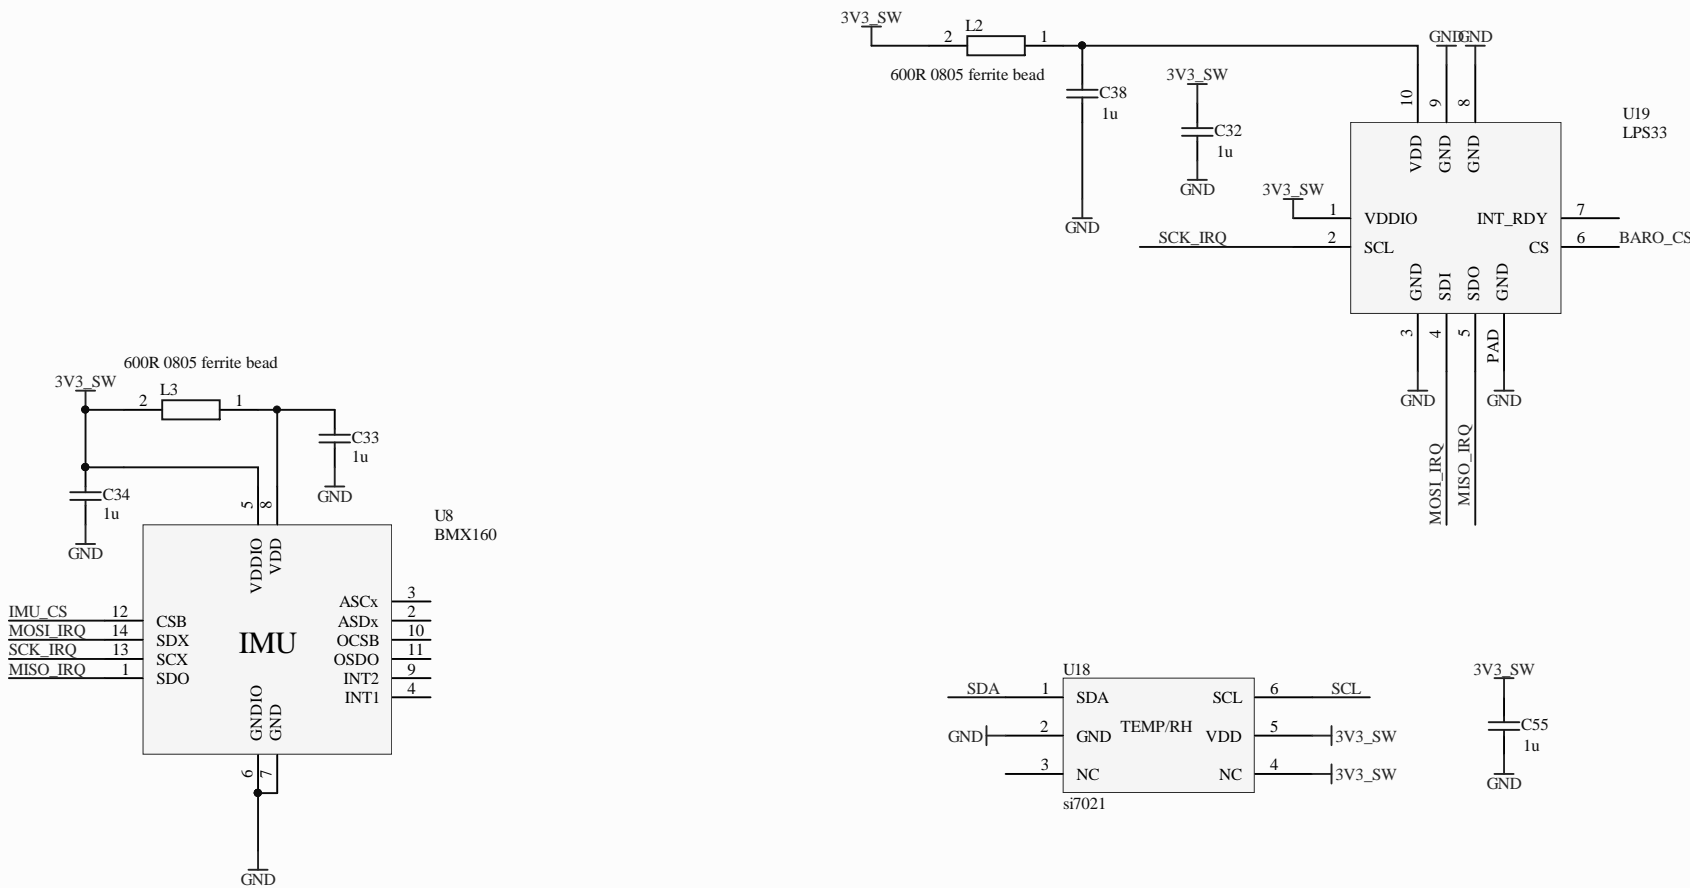 3V3_SW
2
L2
1
600R 0805 ferrite bead
C38
1u
GND
3V3_SW
C32
1u
GND
GND
GND
10
9
8
U19
LPS33
VDD
GND
GND
3V3_SW
1
VDDIO
INT_RDY
7
SCK_IRQ
2
SCL
CS
6
BARO_CS
GND
SDI
SDO
GND
3
4
5
PAD
GND
GND
MOSI_IRQ
MISO_IRQ
600R 0805 ferrite bead
3V3_SW
2
L3
1
C33
1u
GND
C34
1u
GND
5
8
U8
BMX160
VDDIO
VDD
IMU_CS
12
CSB
MOSI_IRQ
14
SDX
SCK_IRQ
13
SCX
MISO_IRQ
1
SDO
IMU
ASCx
3
ASDx
2
OCSB
10
OSDO
11
INT2
9
INT1
4
GNDIO
GND
6
7
GND
U18
SDA
1
SDA
SCL
6
SCL
GND
2
GND
TEMP/RH
VDD
5
3V3_SW
3
NC
NC
4
3V3_SW
si7021
3V3_SW
C55
1u
GND